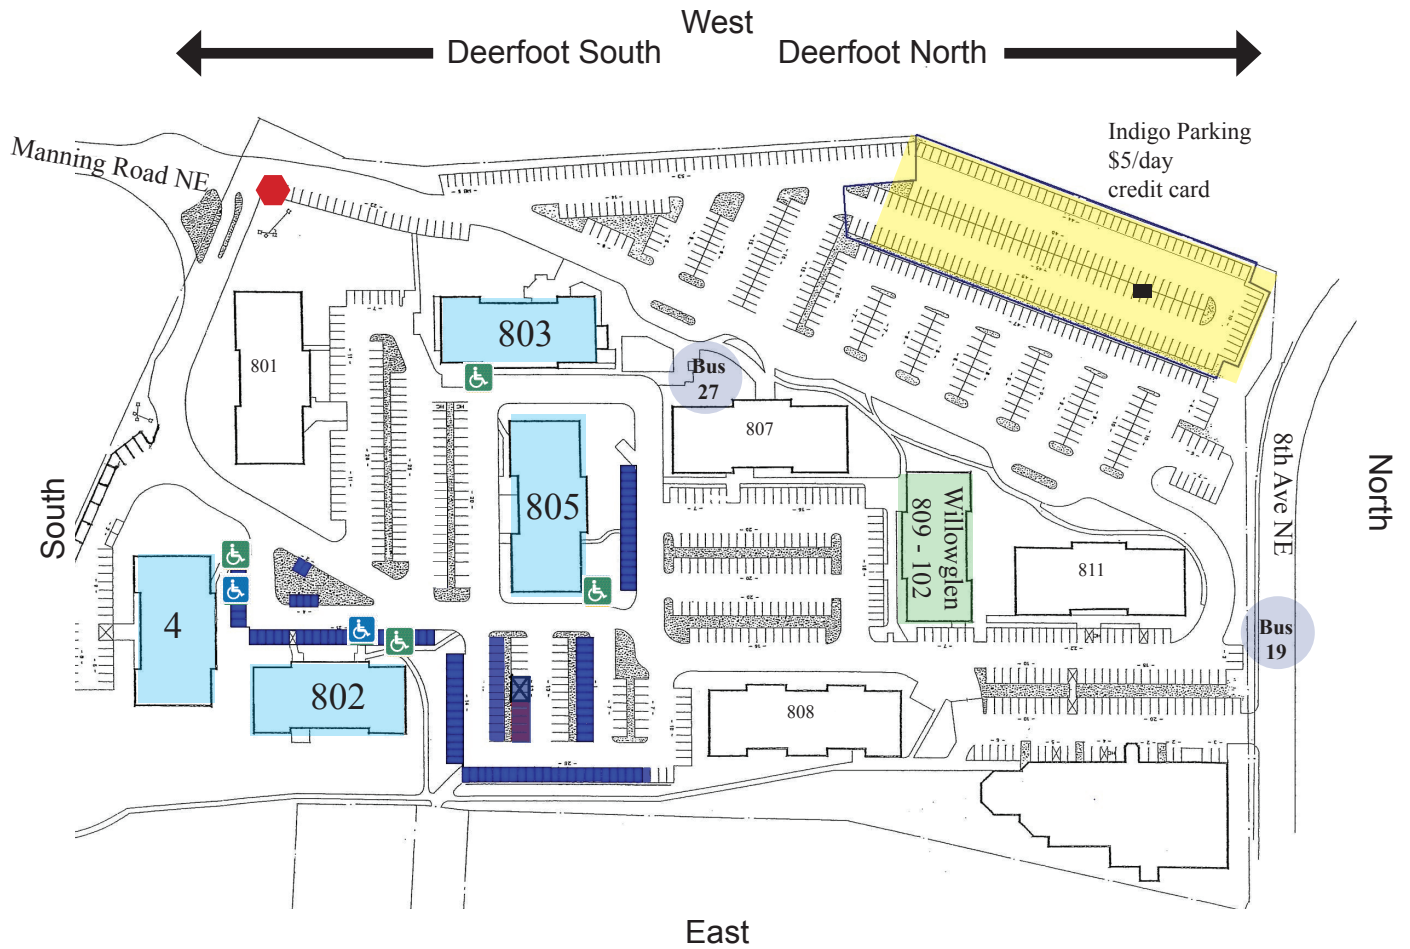 West
Deerfoot South
Deerfoot North
Indigo Parking
$5/day
credit card
Manning Road NE
803
801
Bus
27
807
805
Willowglen
809 - 102
8th Ave NE
South
North
811
4
802
808
Bus
19
East